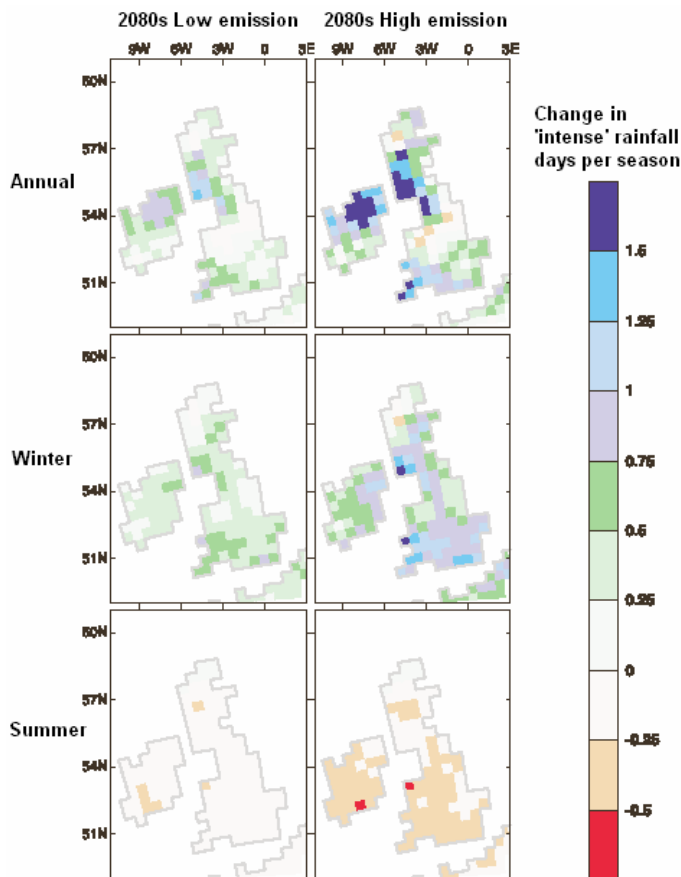 2080s Low emission 2080s High emission
9W 6W 3W 0 3E 9W 6W 3W 0 3E
60N
Change in
'intense' rainfall
days per season
57N
Annual
54N
51N
1.5
1.25
60N
1
57N
Winter
0.75
54N
0.5
51N
0.25
60N
0
57N
Summer
-0.25
54N
-0.5
51N